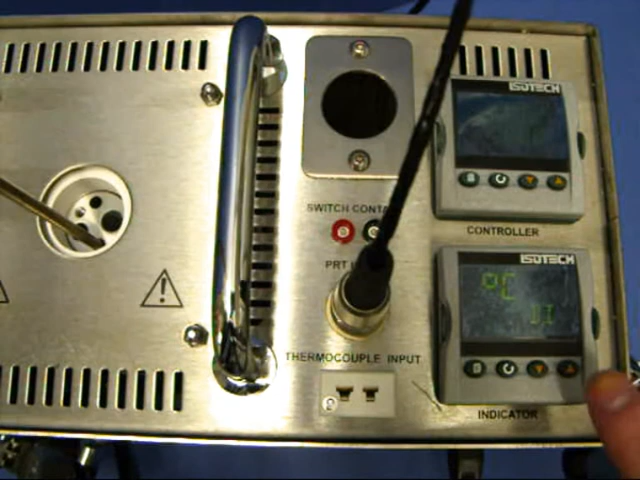 ISOTECH
SWITCH CONTA
CONTROLLER
PRT
ISOTECH
°C
THERMOCOUPLE INPUT
INDICATOR